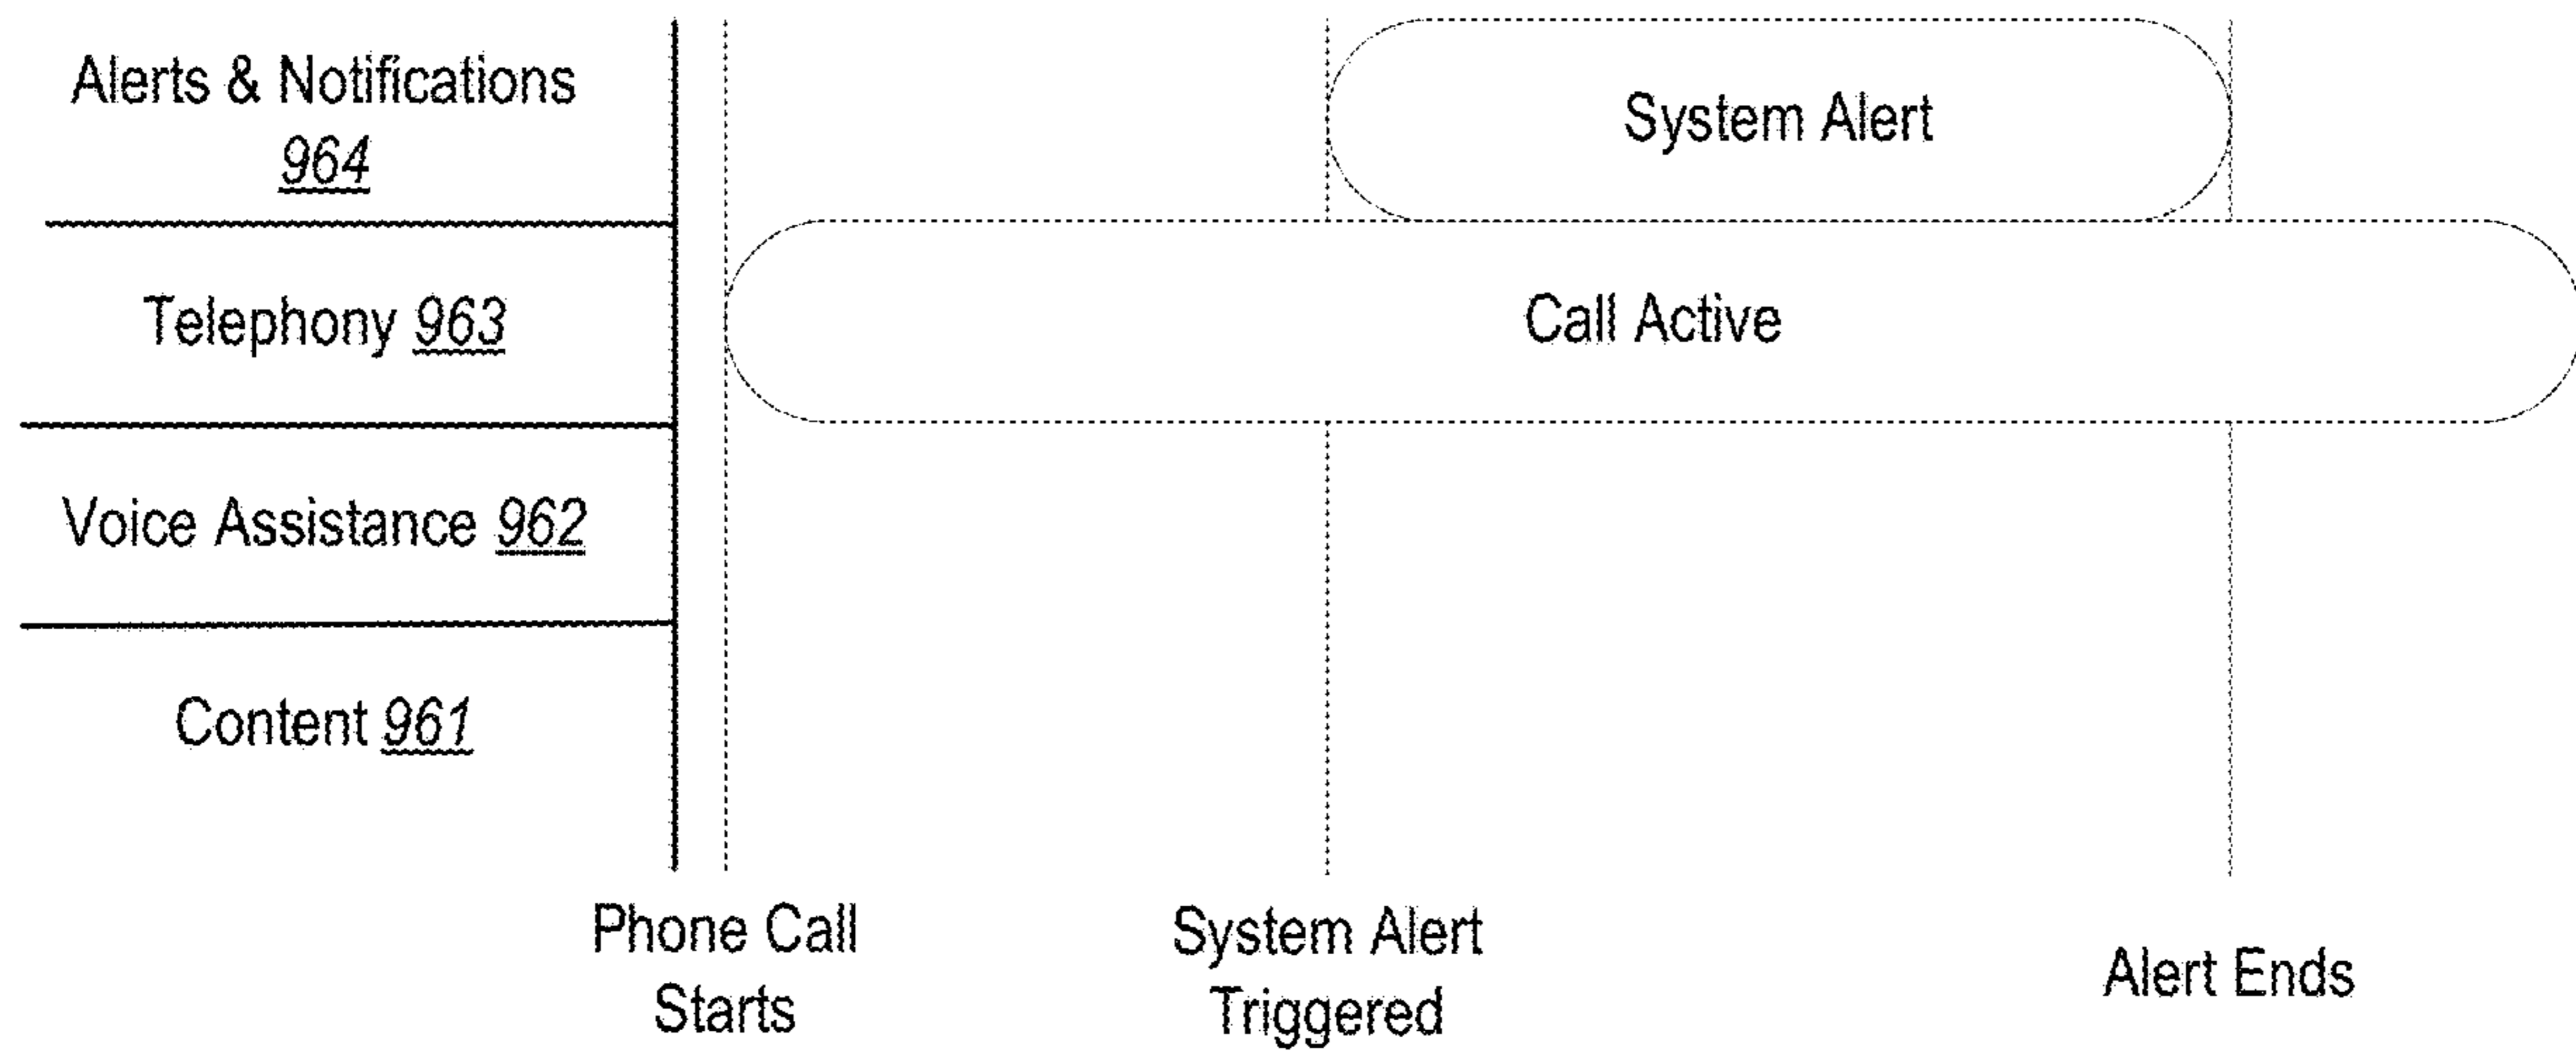 Alerts & Notifications
964
System Alert
Telephony 963
Call Active
Voice Assistance 962
Content 961
Phone Call
Starts
System Alert
Triggered
Alert Ends